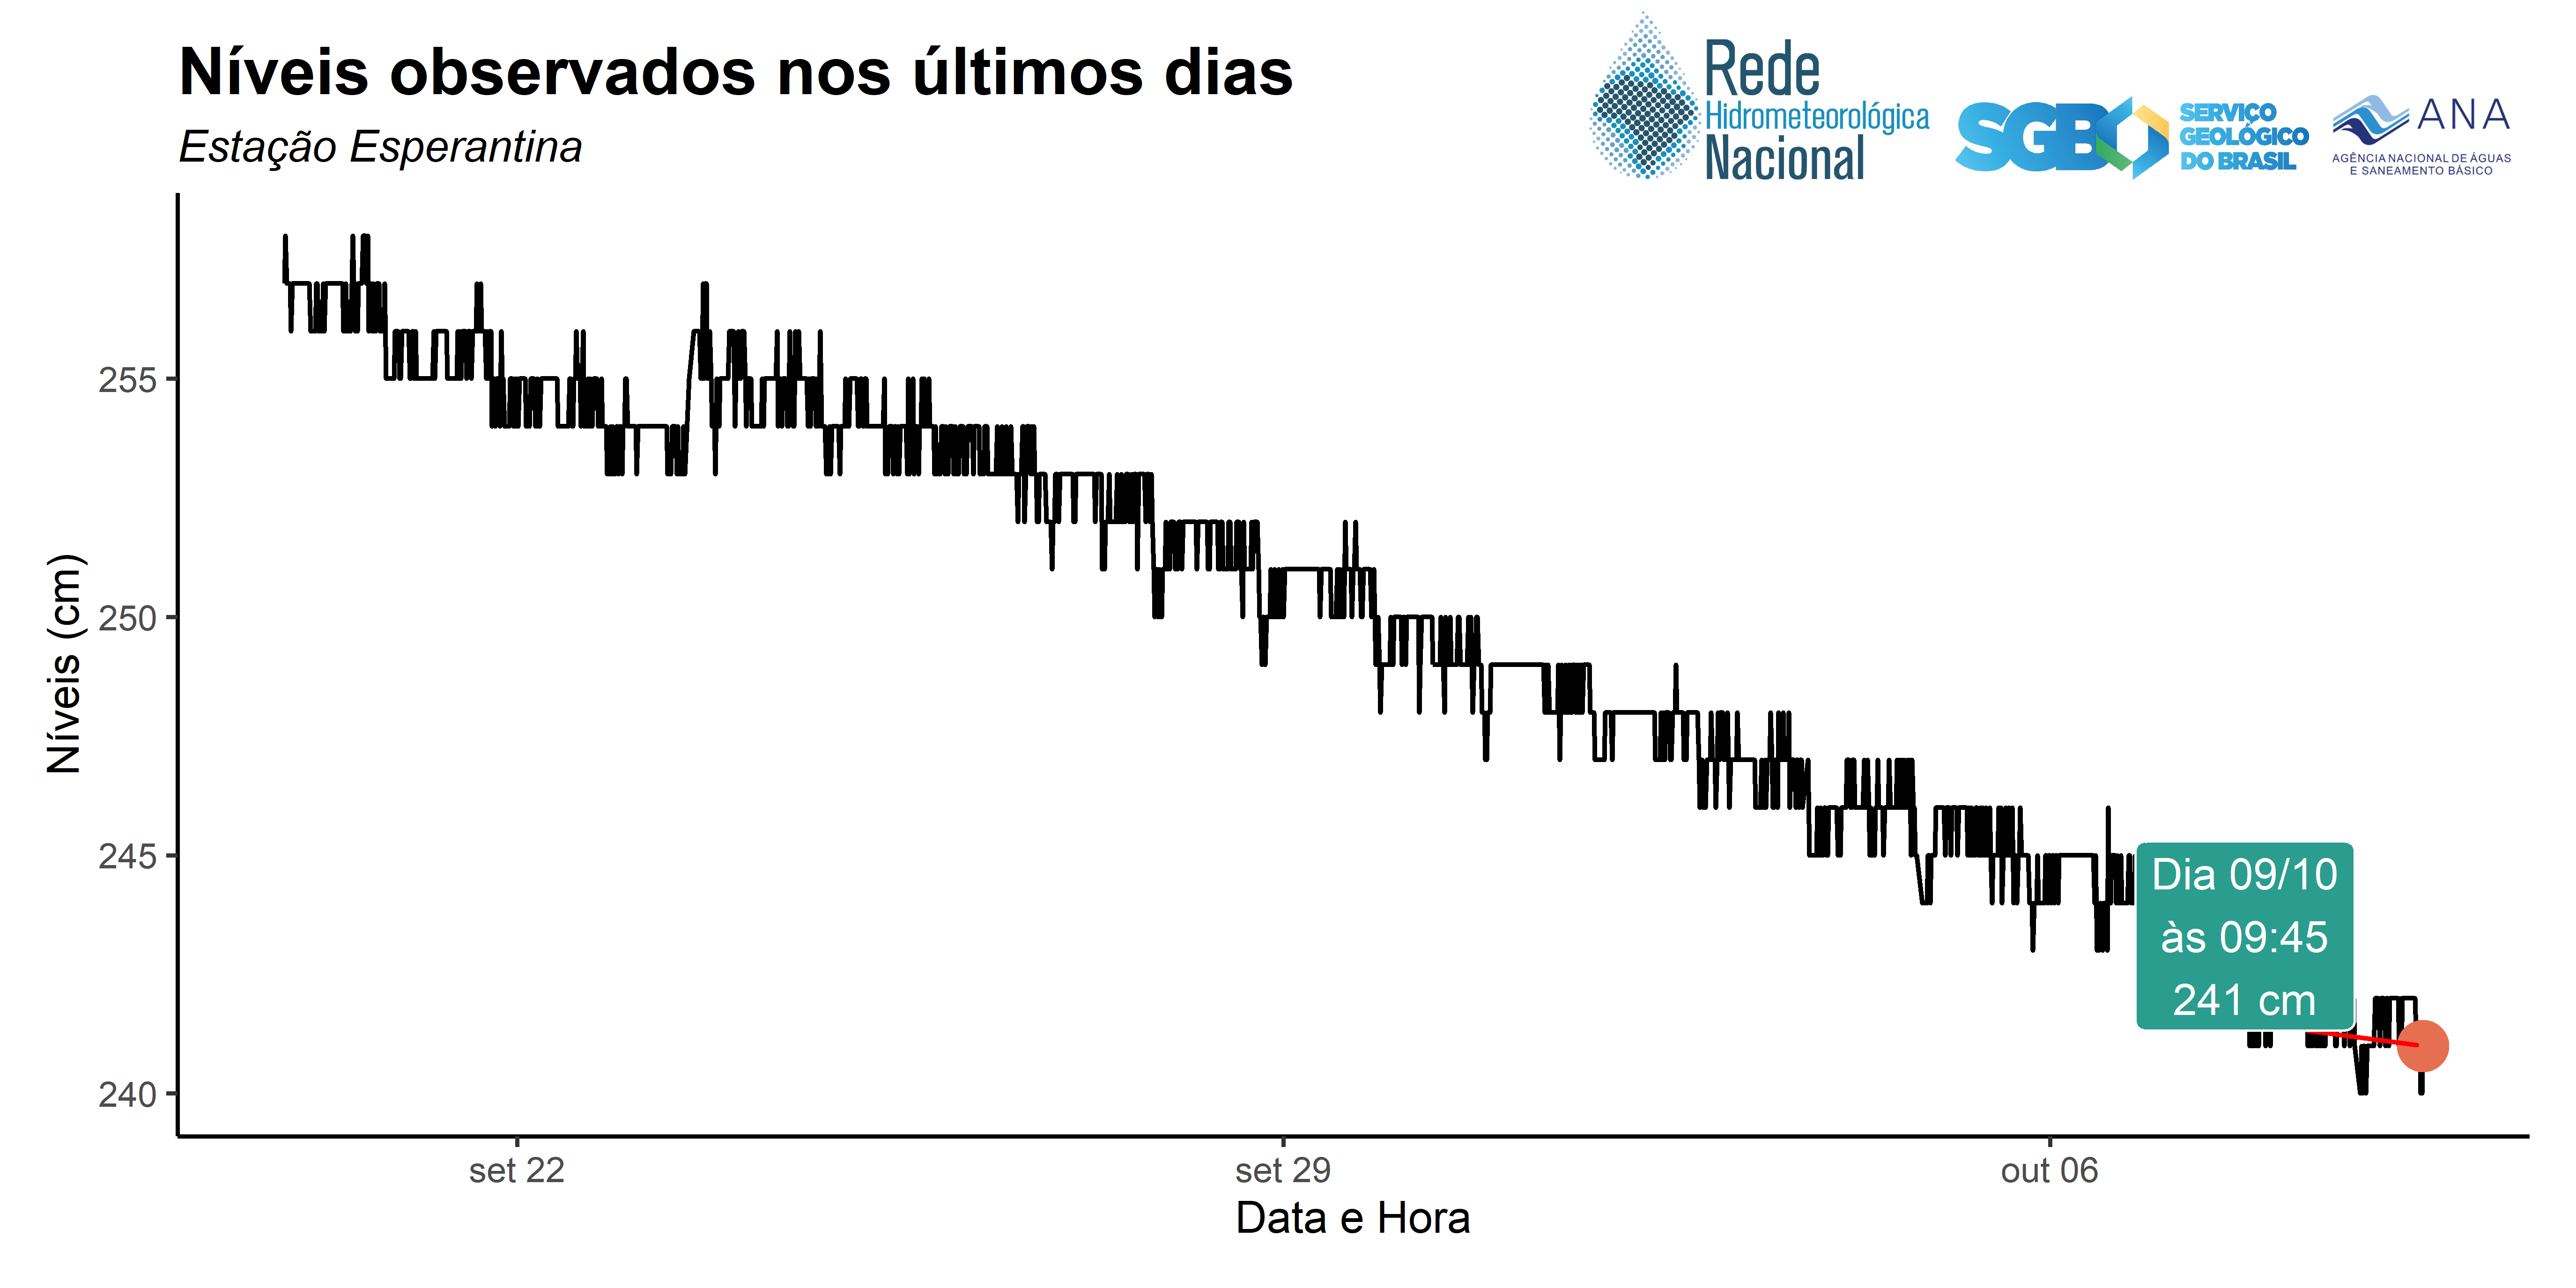 Níveis observados nos últimos dias
Estação Esperantina
Rede
Hidrometeorológica
Nacional
SGB
SERVIÇO
GEOLÓGICO
DO BRASIL
ANA
AGÊNCIA NACIONAL DE ÁGUAS
E SANEAMENTO BÁSICO
Níveis (cm)
255
250
245
240
Dia 09/10
às 09:45
241 cm
set 22
set 29
out 06
Data e Hora